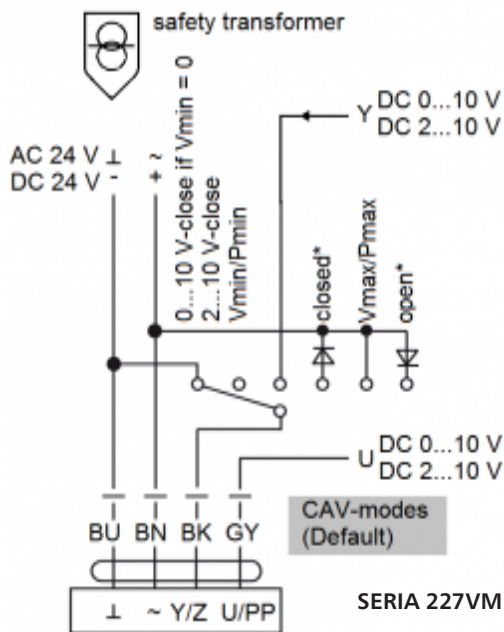 safety transformer
AC 24 V ⊥
DC 24 V -
+ ~
0...10 V-close if Vmin = 0
2...10 V-close
Vmin/Pmin
Y DC 0...10 V
DC 2...10 V
closed*
Vmax/Pmax
open*
U DC 0...10 V
DC 2...10 V
CAV-modes
(Default)
BU BN BK GY
⊥ ~ Y/Z U/PP
SERIA 227VM